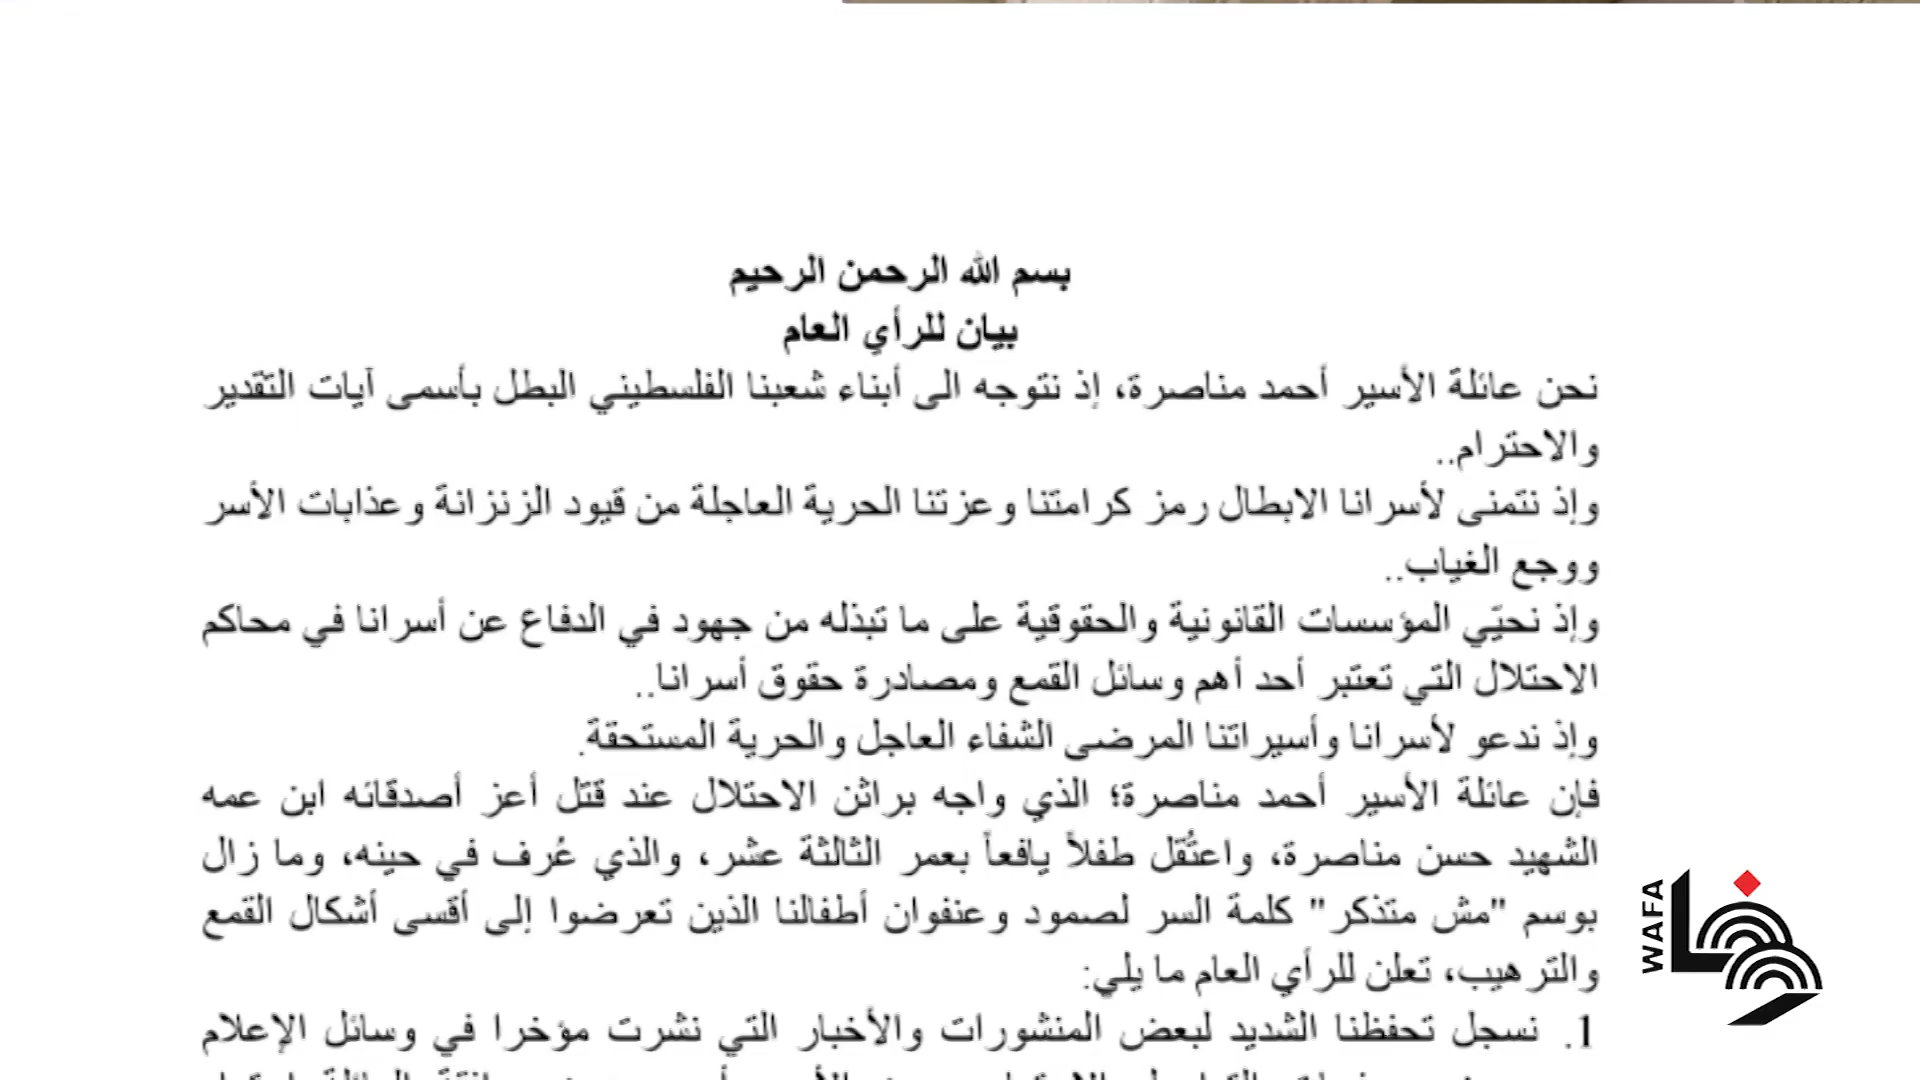 بسم الله الرحمن الرحيم
بيان للرأي العام
نحن عائلة الأسير أحمد مناصرة، إذ نتوجه الى أبناء شعبنا الفلسطيني البطل بأسمى آيات التقدير
والاحترام..
وإذ نتمنى لأسرانا الابطال رمز كرامتنا وعزتنا الحرية العاجلة من قيود الزنزانة وعذابات الأسر
ووجع الغياب..
وإذ نحيّي المؤسسات القانونية والحقوقية على ما تبذله من جهود في الدفاع عن أسرانا في محاكم
الاحتلال التي تعتبر أحد أهم وسائل القمع ومصادرة حقوق أسرانا..
وإذ ندعو لأسرانا وأسيراتنا المرضى الشفاء العاجل والحرية المستحقة.
فإن عائلة الأسير أحمد مناصرة؛ الذي واجه براثن الاحتلال عند قتل أعز أصدقائه ابن عمه
الشهيد حسن مناصرة، واعتُقل طفلاً يافعاً بعمر الثالثة عشر، والذي عُرف في حينه، وما زال
بوسم "مش متذكر" كلمة السر لصمود وعنفوان أطفالنا الذين تعرضوا إلى أقسى أشكال القمع
والترهيب، تعلن للرأي العام ما يلي:
1. نسجل تحفظنا الشديد لبعض المنشورات والأخبار التي نشرت مؤخرا في وسائل الإعلام
WAFA
وفا